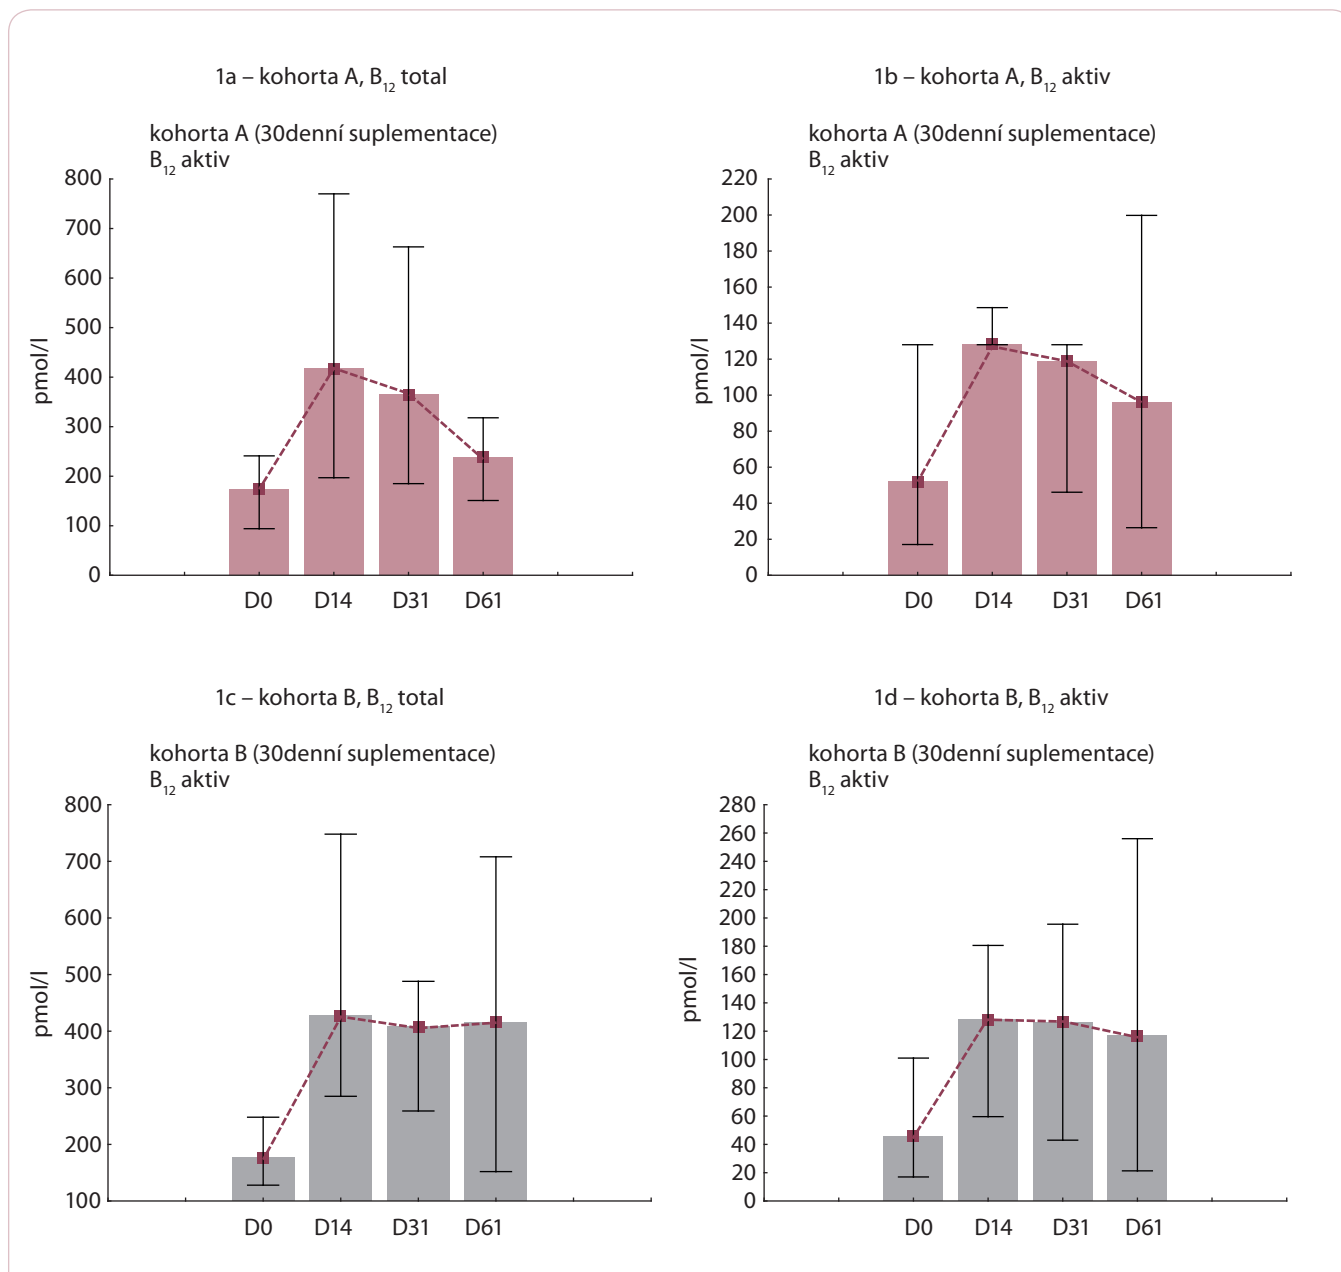 1a – kohorta A, B12 total
kohorta A (30denní suplementace)
B12 aktiv
800
700
600
500
400
300
200
100
0
pmol/l
D0 D14 D31 D61
1b – kohorta A, B12 aktiv
kohorta A (30denní suplementace)
B12 aktiv
220
200
180
160
140
120
100
80
60
40
20
0
pmol/l
D0 D14 D31 D61
1c – kohorta B, B12 total
kohorta B (30denní suplementace)
B12 aktiv
800
700
600
500
400
300
200
100
pmol/l
D0 D14 D31 D61
1d – kohorta B, B12 aktiv
kohorta B (30denní suplementace)
B12 aktiv
280
260
240
220
200
180
160
140
120
100
80
60
40
20
0
pmol/l
D0 D14 D31 D61